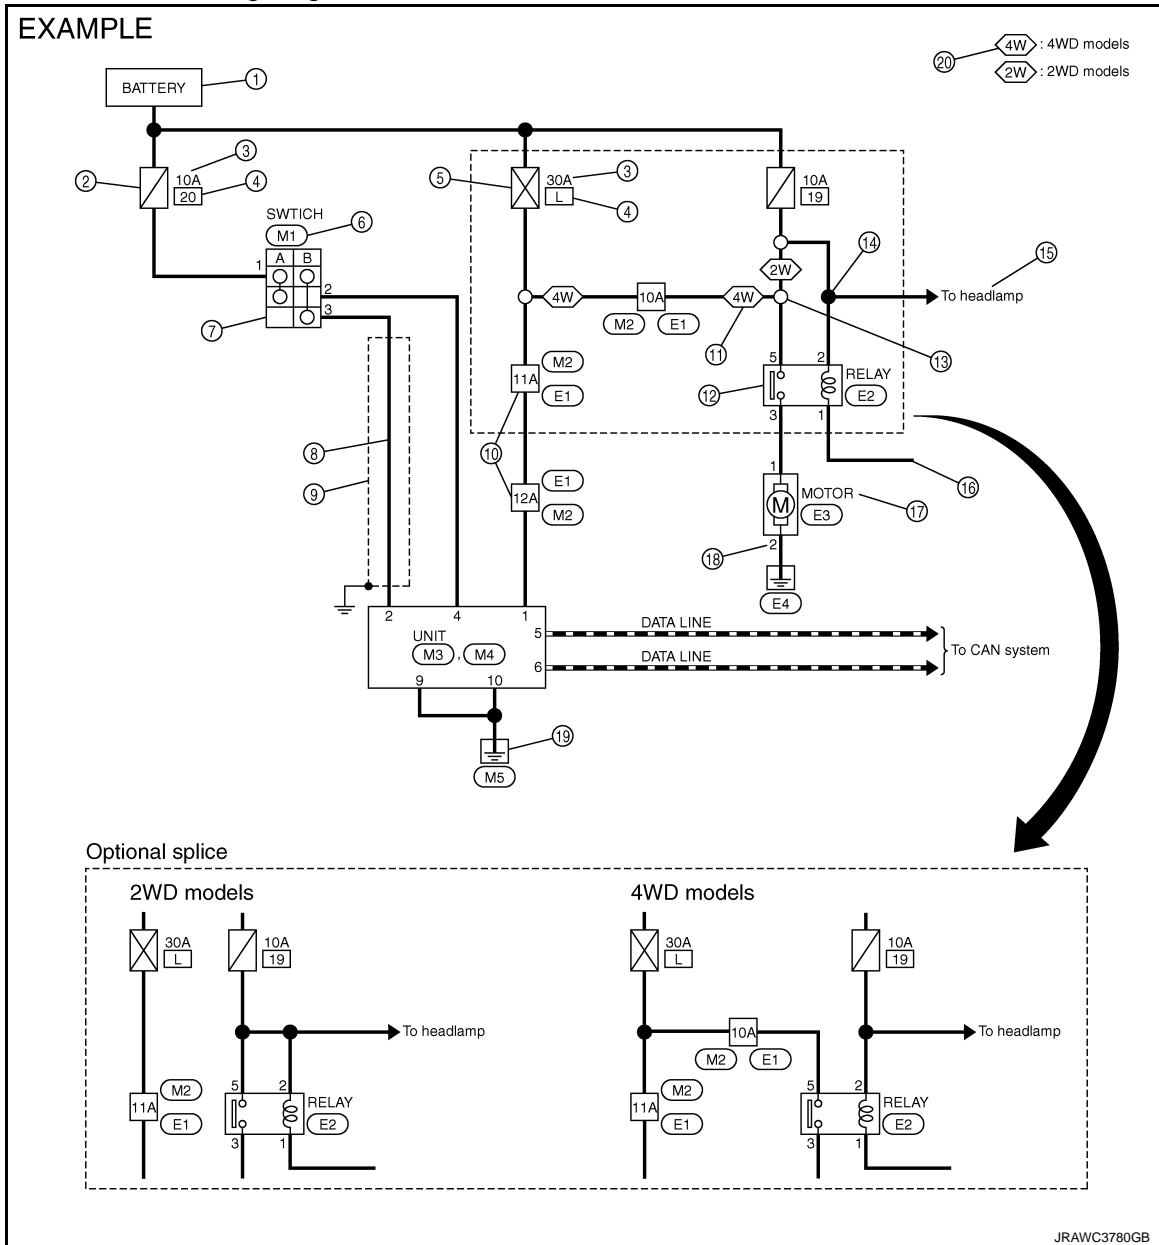 EXAMPLE
20
4W : 4WD models
2W : 2WD models
BATTERY
1
2
10A
3
20
4
5
30A
3
L
4
10A
19
SWTICH
6
M1
A B
1
2
3
7
2W
14
15
4W
10A
4W
To headlamp
M2
E1
11
13
M2
11A
E1
5
2
RELAY
12
E2
3
1
8
9
10
E1
12A
M2
16
1
MOTOR
17
M
E3
18
2
E4
2
4
1
UNIT
M3 , M4
5
DATA LINE
6
DATA LINE
To CAN system
9
10
19
M5
Optional splice
2WD models
4WD models
30A
L
10A
19
30A
L
10A
19
To headlamp
10A
To headlamp
M2
E1
M2
11A
E1
5
2
RELAY
E2
3
1
M2
11A
E1
5
2
RELAY
E2
3
1
JRAWC3780GB